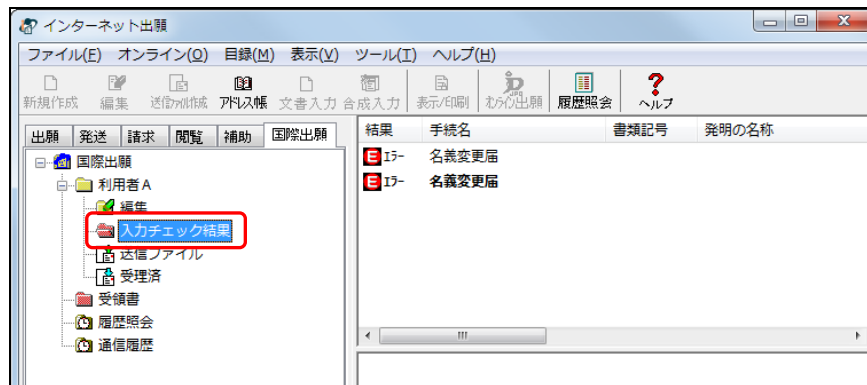 インターネット出願
ファイル(F) オンライン(O) 目録(M) 表示(V) ツール(T) ヘルプ(H)
新規作成 編集 送信ﾌｧｲﾙ作成 ｱﾄﾞﾚｽ帳 文書入力 合成入力 表示/印刷 ｵﾝﾗｲﾝ出願 履歴照会 ヘルプ
出願 発送 請求 閲覧 補助 国際出願
国際出願
利用者A
編集
入力チェック結果
送信ファイル
受理済
受領書
履歴照会
通信履歴
結果 手続名 書類記号 発明の名称
E ｴﾗｰ 名義変更届
E ｴﾗｰ 名義変更届